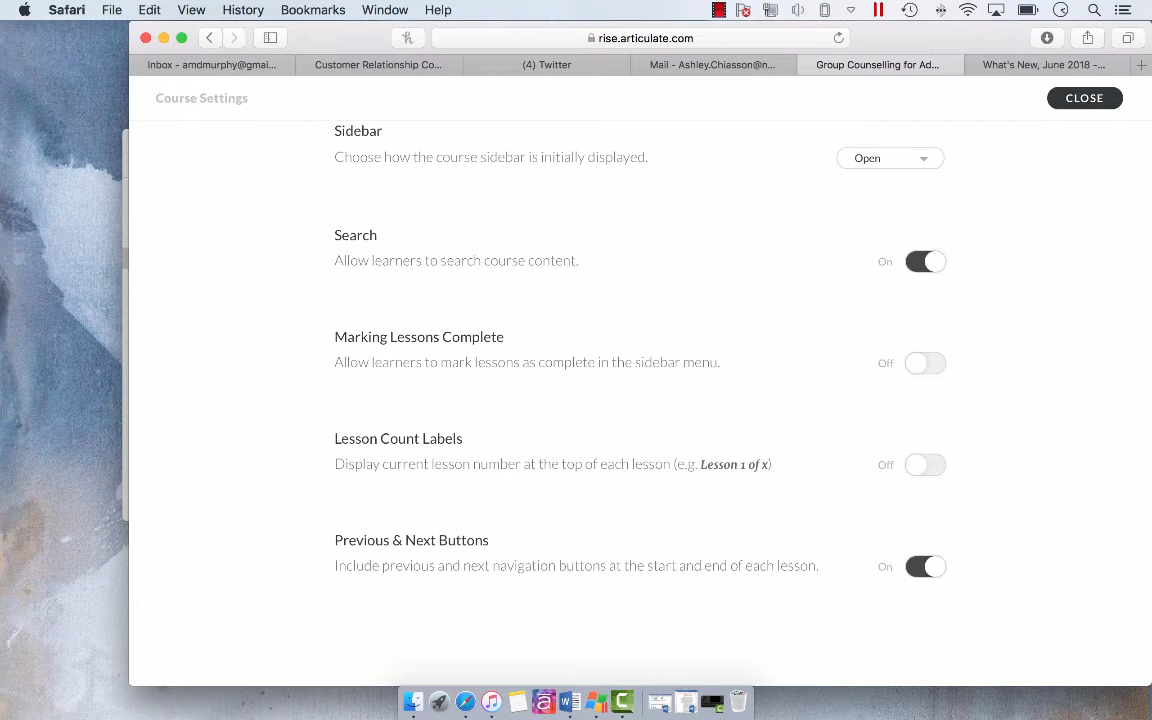 Safari File Edit View History Bookmarks Window Help
rise.articulate.com
Inbox - amdmurphy@gmai... Customer Relationship Co... (4) Twitter Mail - Ashley.Chiasson@n... Group Counselling for Ad... What's New, June 2018 -...
Course Settings CLOSE
Sidebar
Choose how the course sidebar is initially displayed. Open
Search
Allow learners to search course content. On
Marking Lessons Complete
Allow learners to mark lessons as complete in the sidebar menu. Off
Lesson Count Labels
Display current lesson number at the top of each lesson (e.g. Lesson 1 of x) Off
Previous & Next Buttons
Include previous and next navigation buttons at the start and end of each lesson. On